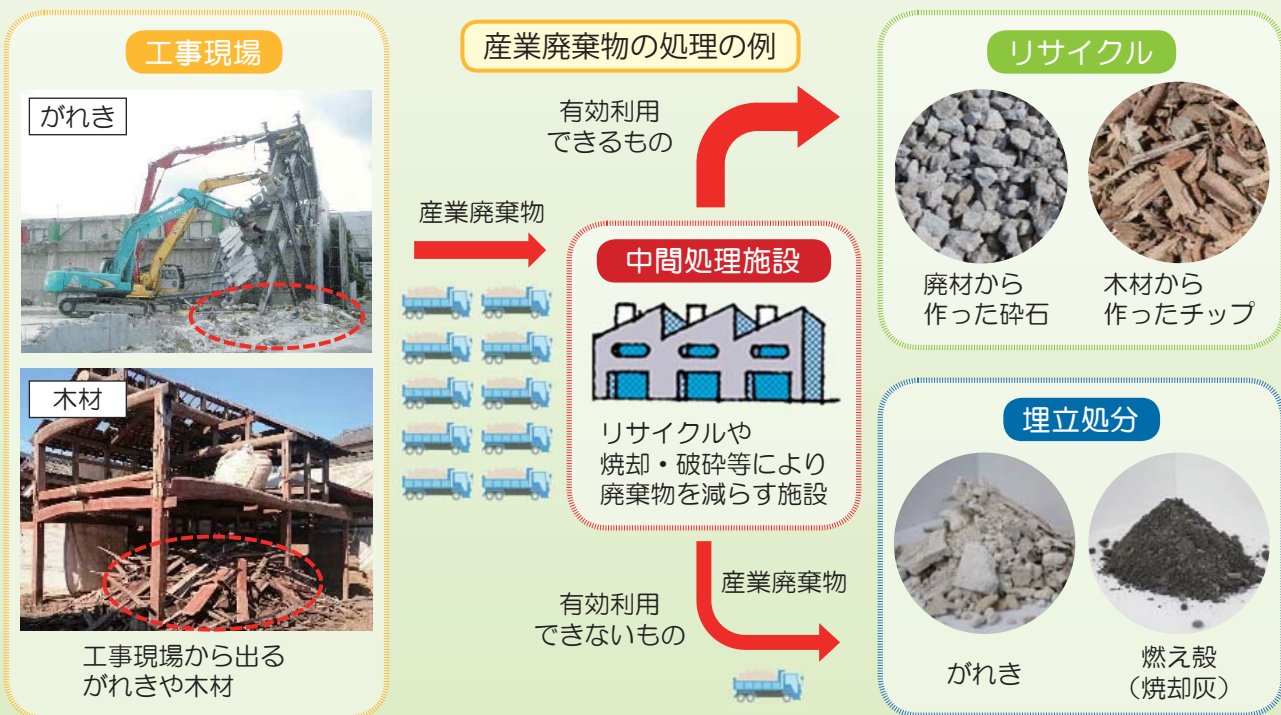 産業廃棄物の処理の例
工事現場
がれき
木材
工事現場から出る
がれきや木材
産業廃棄物
中間処理施設
リサイクルや
焼却・破砕等により
廃棄物を減らす施設
有効利用
できるもの
リサイクル
廃材から
作った砕石
木材から
作ったチップ
有効利用
できないもの
産業廃棄物
埋立処分
がれき
燃え殻
（焼却灰）